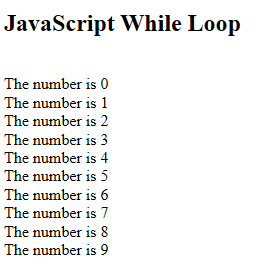 JavaScript While Loop
The number is 0
The number is 1
The number is 2
The number is 3
The number is 4
The number is 5
The number is 6
The number is 7
The number is 8
The number is 9